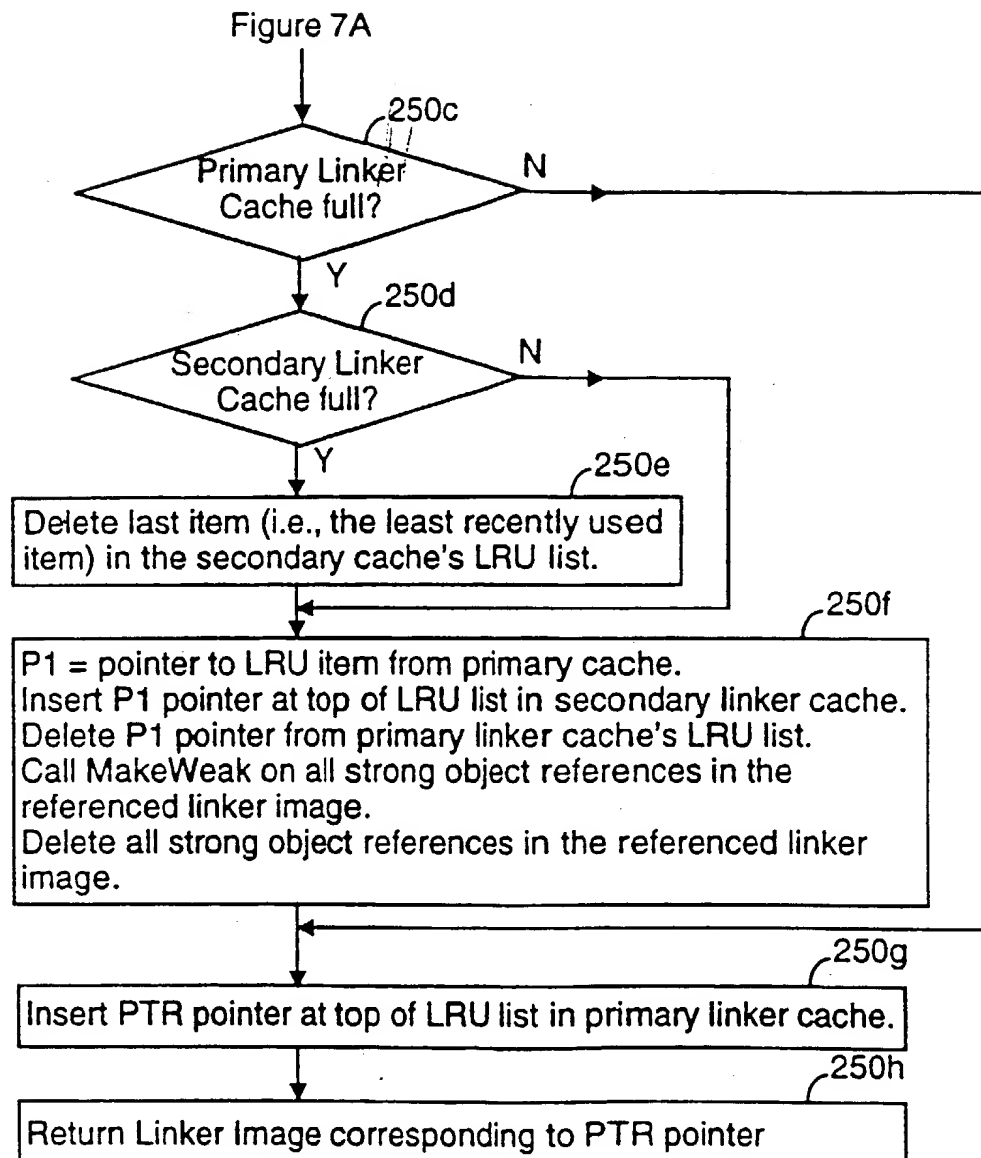 Figure 7A
250c
Primary Linker
Cache full?
N
Y
250d
Secondary Linker
Cache full?
N
Y
250e
Delete last item (i.e., the least recently used
item) in the secondary cache's LRU list.
250f
P1 = pointer to LRU item from primary cache.
Insert P1 pointer at top of LRU list in secondary linker cache.
Delete P1 pointer from primary linker cache's LRU list.
Call MakeWeak on all strong object references in the
referenced linker image.
Delete all strong object references in the referenced linker
image.
250g
Insert PTR pointer at top of LRU list in primary linker cache.
250h
Return Linker Image corresponding to PTR pointer